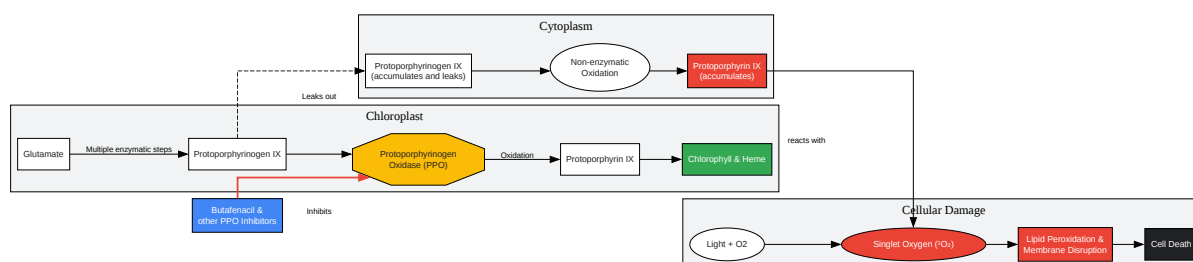 Cytoplasm
Protoporphyrinogen IX
(accumulates and leaks)
Non-enzymatic
Oxidation
Protoporphyrin IX
(accumulates)
Leaks out
Chloroplast
Glutamate
Multiple enzymatic steps
Protoporphyrinogen IX
Protoporphyrinogen
Oxidase (PPO)
Oxidation
Protoporphyrin IX
Chlorophyll & Heme
reacts with
Butafenacil &
other PPO Inhibitors
Inhibits
Cellular Damage
Light + O2
Singlet Oxygen (¹O₂)
Lipid Peroxidation &
Membrane Disruption
Cell Death